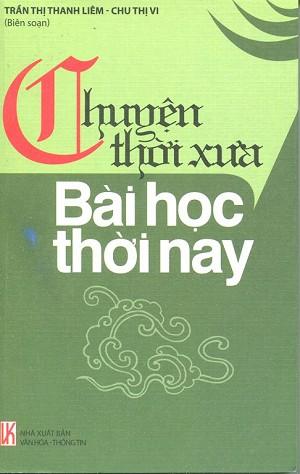 TRẦN THỊ THANH LIÊM - CHU THỊ VI
(Biên soạn)
Chuyện
thời xưa
Bài học
thời nay
NHÀ XUẤT BẢN
VĂN HÓA - THÔNG TIN